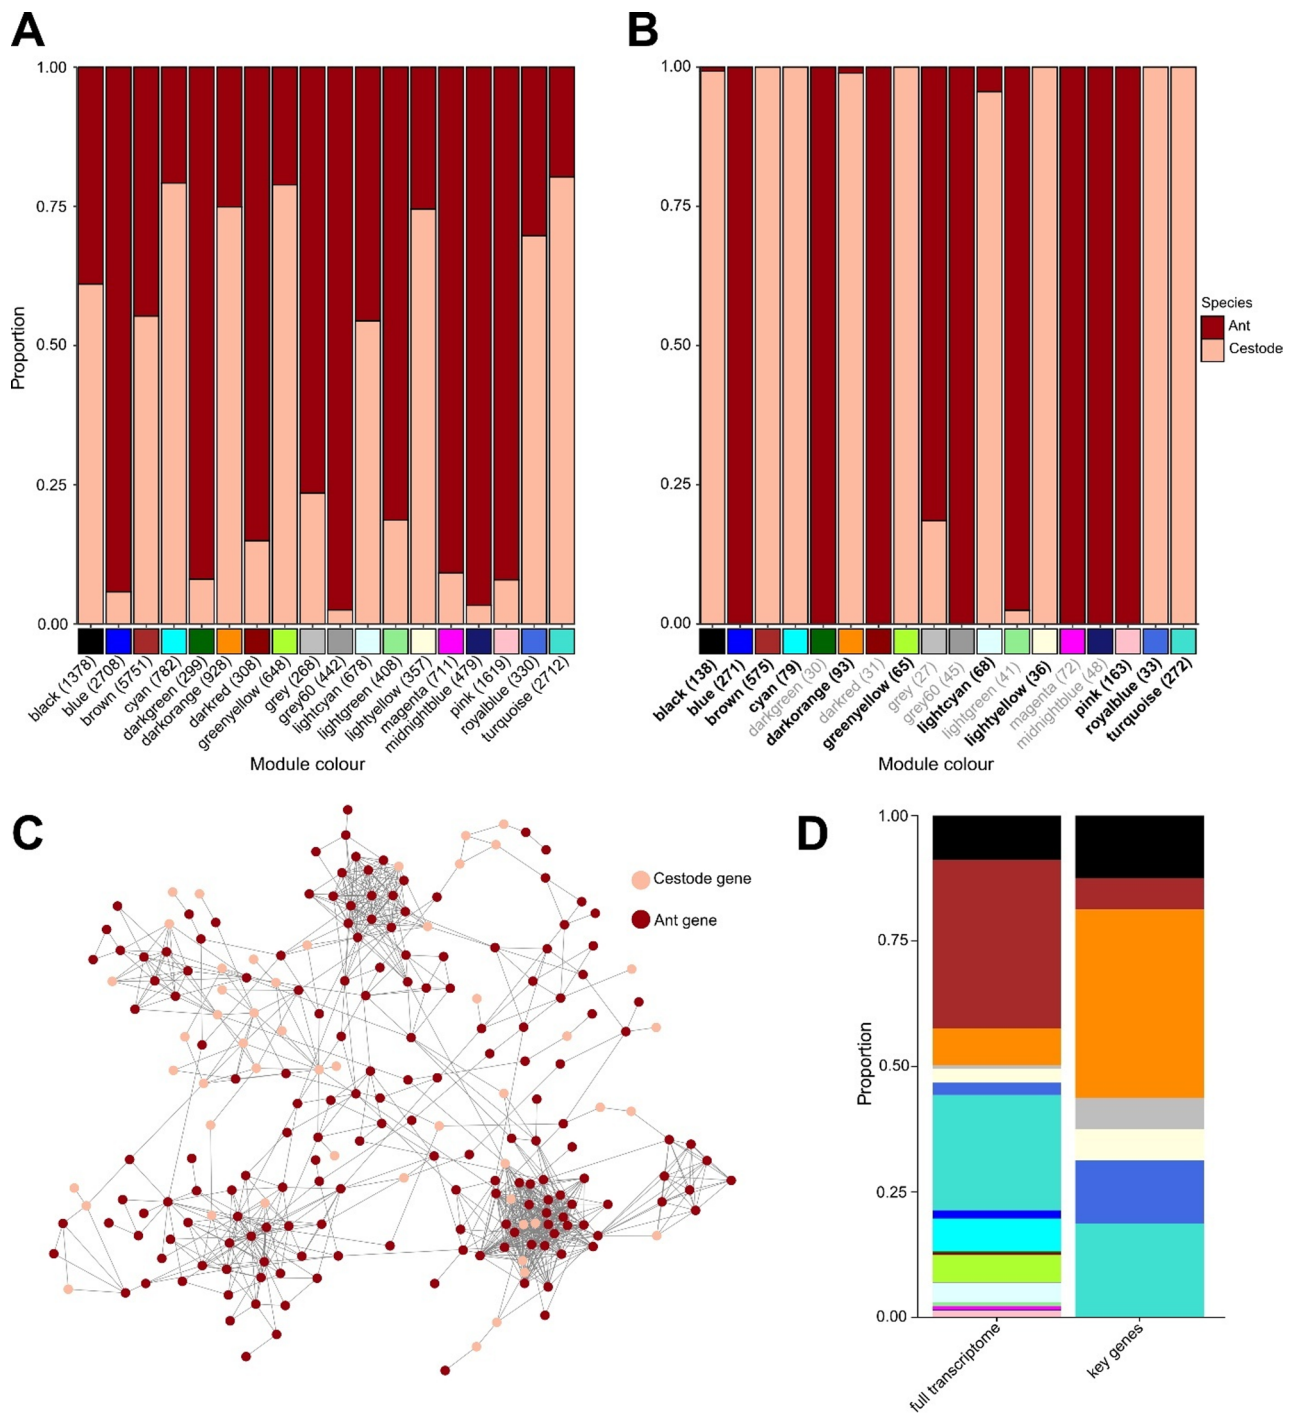 A
1.00
0.75
0.50
0.25
0.00
Proportion
black (1378)
blue (2708)
brown (5751)
cyan (782)
darkgreen (299)
darkorange (928)
darkred (308)
greenyellow (648)
grey (268)
grey60 (442)
lightcyan (678)
lightgreen (408)
lightyellow (357)
magenta (711)
midnightblue (479)
pink (1619)
royalblue (330)
turquoise (2712)
Module colour
B
1.00
0.75
0.50
0.25
0.00
black (138)
blue (271)
brown (575)
cyan (79)
darkgreen (30)
darkorange (93)
darkred (31)
greenyellow (65)
grey (27)
grey60 (45)
lightcyan (68)
lightgreen (41)
lightyellow (36)
magenta (72)
midnightblue (48)
pink (163)
royalblue (33)
turquoise (272)
Module colour
Species
Ant
Cestode
C
Cestode gene
Ant gene
D
1.00
0.75
0.50
0.25
0.00
Proportion
full transcriptome
key genes